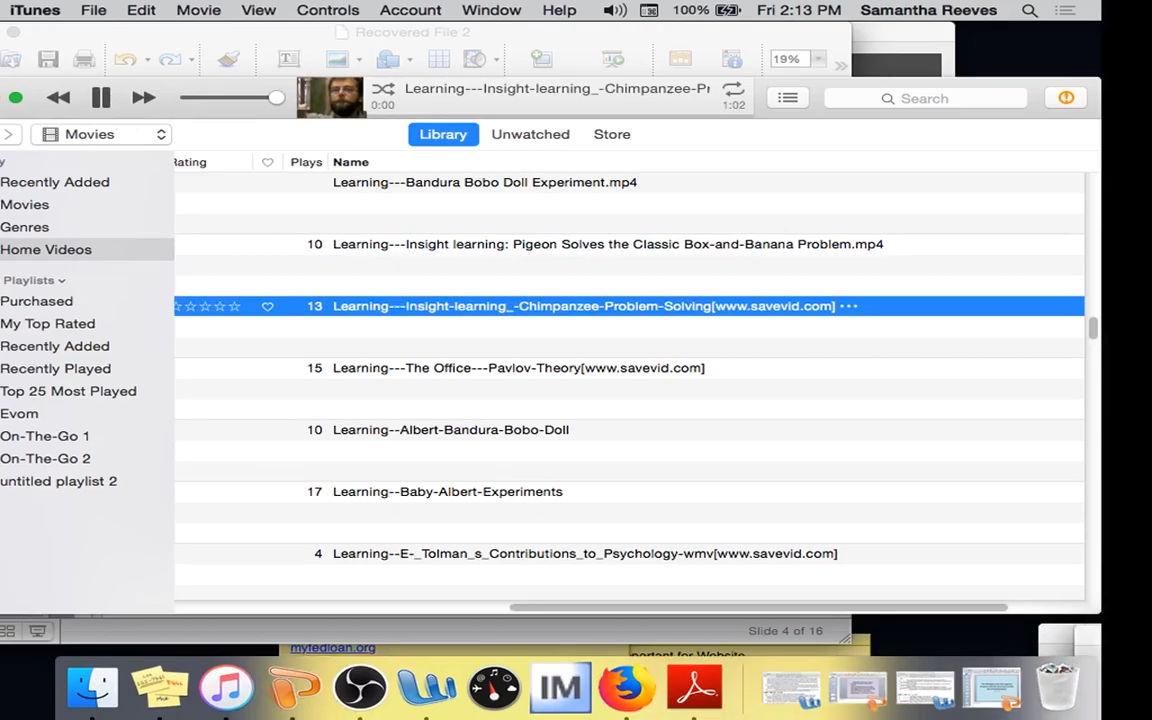 iTunes File Edit Movie View Controls Account Window Help 100% Fri 2:13 PM Samantha Reeves
Recovered File 2
19%
Learning---Insight-learning_-Chimpanzee-Pr
0:00 1:02
Search
Movies Library Unwatched Store
Rating Plays Name
Recently Added Learning---Bandura Bobo Doll Experiment.mp4
Movies
Genres
Home Videos 10 Learning---Insight learning: Pigeon Solves the Classic Box-and-Banana Problem.mp4
Playlists
Purchased 13 Learning---Insight-learning_-Chimpanzee-Problem-Solving[www.savevid.com] •••
My Top Rated
Recently Added
Recently Played 15 Learning---The Office---Pavlov-Theory[www.savevid.com]
Top 25 Most Played
Evom
On-The-Go 1 10 Learning--Albert-Bandura-Bobo-Doll
On-The-Go 2
untitled playlist 2
17 Learning--Baby-Albert-Experiments
4 Learning--E-_Tolman_s_Contributions_to_Psychology-wmv[www.savevid.com]
Slide 4 of 16
mytedloan.org
portant for Website
IM